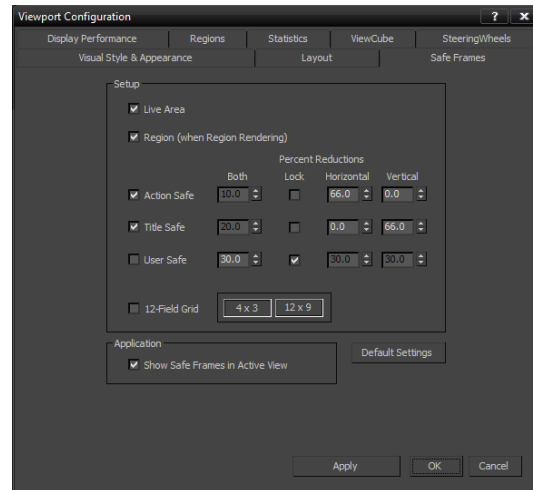 Viewport Configuration ? x
Display Performance Regions Statistics ViewCube SteeringWheels
Visual Style & Appearance Layout Safe Frames
Setup
Live Area
Region (when Region Rendering)
Percent Reductions
Both Lock Horizontal Vertical
Action Safe 10.0 66.0 0.0
Title Safe 20.0 0.0 66.0
User Safe 30.0 30.0 30.0
12-Field Grid 4 x 3 12 x 9
Application
Show Safe Frames in Active View
Default Settings
Apply OK Cancel